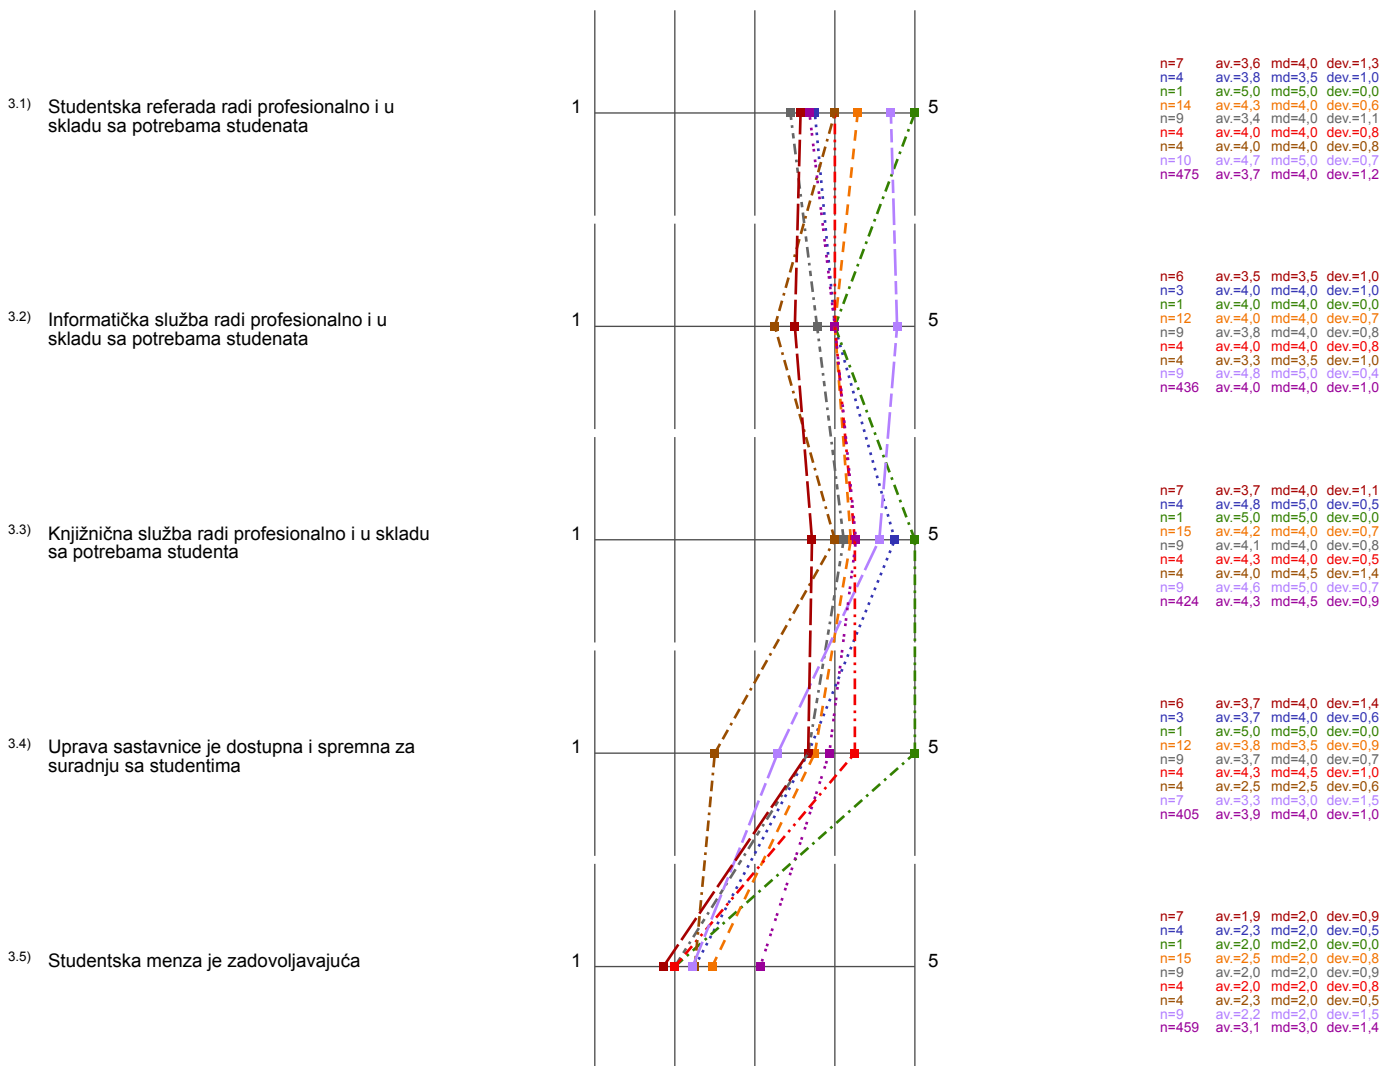 3.1) Studentska referada radi profesionalno i u
skladu sa potrebama studenata
1
5
n=7 av.=3,6 md=4,0 dev.=1,3
n=4 av.=3,8 md=3,5 dev.=1,0
n=1 av.=5,0 md=5,0 dev.=0,0
n=14 av.=4,3 md=4,0 dev.=0,6
n=9 av.=3,4 md=4,0 dev.=1,1
n=4 av.=4,0 md=4,0 dev.=0,8
n=4 av.=4,0 md=4,0 dev.=0,8
n=10 av.=4,7 md=5,0 dev.=0,7
n=475 av.=3,7 md=4,0 dev.=1,2
3.2) Informatička služba radi profesionalno i u
skladu sa potrebama studenata
1
5
n=6 av.=3,5 md=3,5 dev.=1,0
n=3 av.=4,0 md=4,0 dev.=1,0
n=1 av.=4,0 md=4,0 dev.=0,0
n=12 av.=4,0 md=4,0 dev.=0,7
n=9 av.=3,8 md=4,0 dev.=0,8
n=4 av.=4,0 md=4,0 dev.=0,8
n=4 av.=3,3 md=3,5 dev.=1,0
n=9 av.=4,8 md=5,0 dev.=0,4
n=436 av.=4,0 md=4,0 dev.=1,0
3.3) Knjižnična služba radi profesionalno i u skladu
sa potrebama studenta
1
5
n=7 av.=3,7 md=4,0 dev.=1,1
n=4 av.=4,8 md=5,0 dev.=0,5
n=1 av.=5,0 md=5,0 dev.=0,0
n=15 av.=4,2 md=4,0 dev.=0,7
n=9 av.=4,1 md=4,0 dev.=0,8
n=4 av.=4,3 md=4,0 dev.=0,5
n=4 av.=4,0 md=4,5 dev.=1,4
n=9 av.=4,6 md=5,0 dev.=0,7
n=424 av.=4,3 md=4,5 dev.=0,9
3.4) Uprava sastavnice je dostupna i spremna za
suradnju sa studentima
1
5
n=6 av.=3,7 md=4,0 dev.=1,4
n=3 av.=3,7 md=4,0 dev.=0,6
n=1 av.=5,0 md=5,0 dev.=0,0
n=12 av.=3,8 md=3,5 dev.=0,9
n=9 av.=3,7 md=4,0 dev.=0,7
n=4 av.=4,3 md=4,5 dev.=1,0
n=4 av.=2,5 md=2,5 dev.=0,6
n=7 av.=3,3 md=3,0 dev.=1,5
n=405 av.=3,9 md=4,0 dev.=1,0
3.5) Studentska menza je zadovoljavajuća
1
5
n=7 av.=1,9 md=2,0 dev.=0,9
n=4 av.=2,3 md=2,0 dev.=0,5
n=1 av.=2,0 md=2,0 dev.=0,0
n=15 av.=2,5 md=2,0 dev.=0,8
n=9 av.=2,0 md=2,0 dev.=0,9
n=4 av.=2,0 md=2,0 dev.=0,8
n=4 av.=2,3 md=2,0 dev.=0,5
n=9 av.=2,2 md=2,0 dev.=1,5
n=459 av.=3,1 md=3,0 dev.=1,4